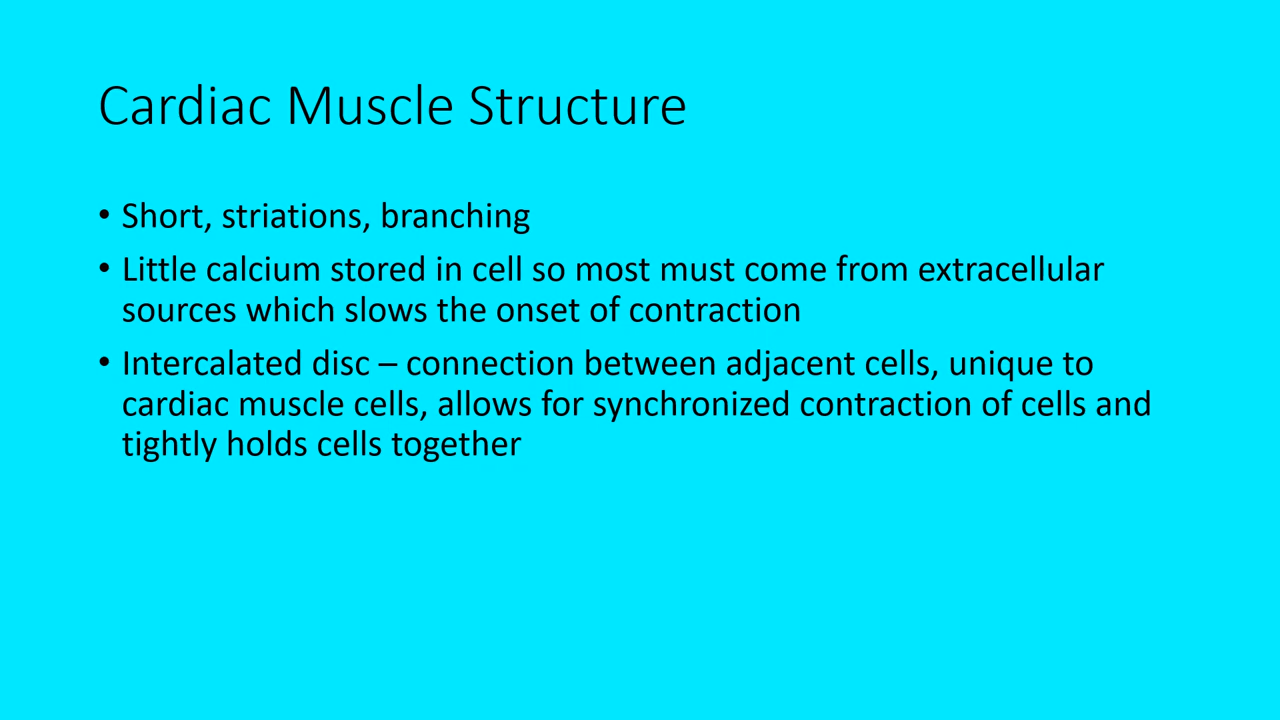 Cardiac Muscle Structure
• Short, striations, branching
• Little calcium stored in cell so most must come from extracellular
sources which slows the onset of contraction
• Intercalated disc – connection between adjacent cells, unique to
cardiac muscle cells, allows for synchronized contraction of cells and
tightly holds cells together